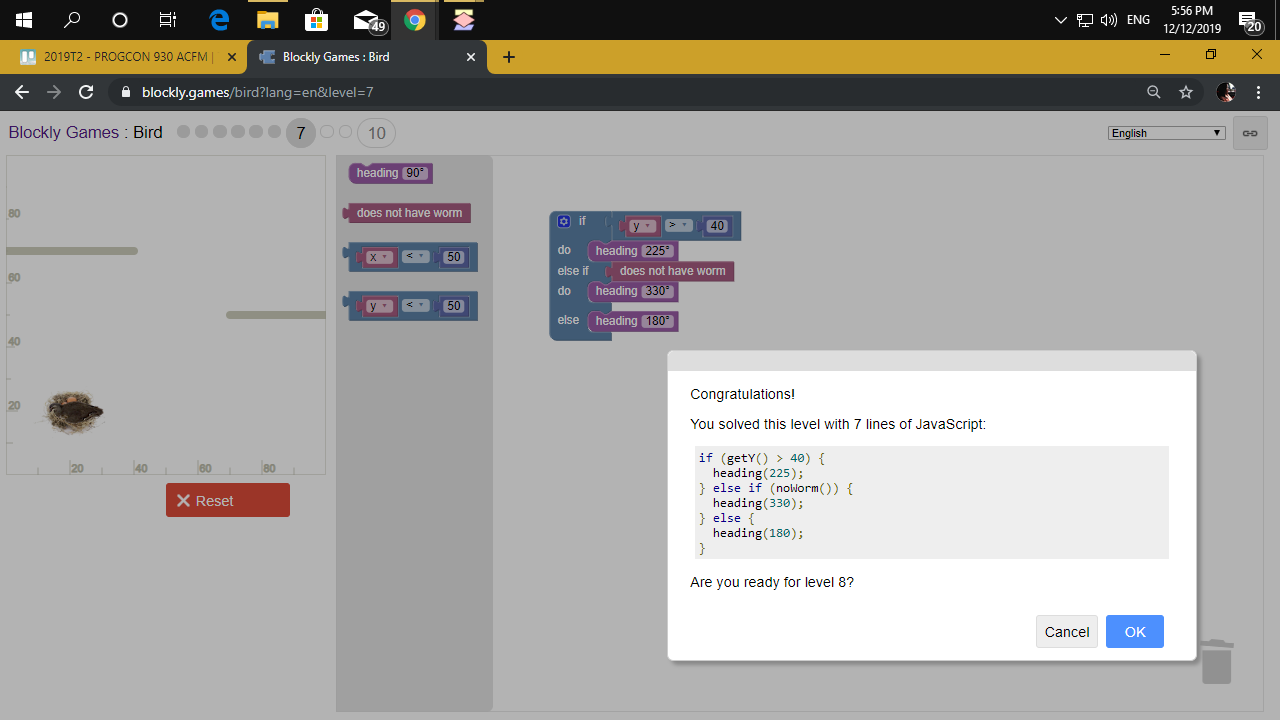 49
ENG
5:56 PM
12/12/2019
20
2019T2 - PROGCON 930 ACFM |
Blockly Games : Bird
blockly.games/bird?lang=en&level=7
Blockly Games : Bird
7
10
English
80
60
40
20
20 40 60 80
Reset
heading 90°
does not have worm
x < 50
y < 50
if y > 40
do heading 225°
else if does not have worm
do heading 330°
else heading 180°
Congratulations!
You solved this level with 7 lines of JavaScript:
if (getY() > 40) {
heading(225);
} else if (noWorm()) {
heading(330);
} else {
heading(180);
}
Are you ready for level 8?
Cancel
OK